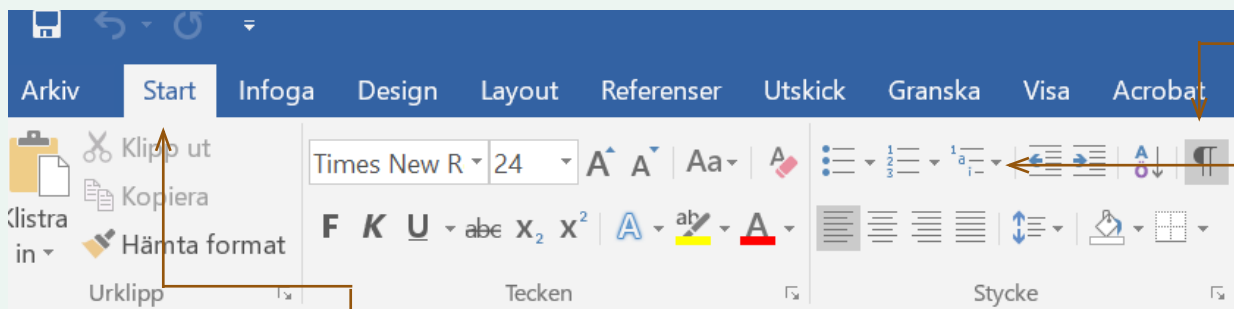 Arkiv Start Infoga Design Layout Referenser Utskick Granska Visa Acrobat
Klipp ut
Kopiera
Klistra in
Hämta format
Times New R 24 A A Aa A
F K U abc X₂ X² A ab A
Urklipp Tecken Stycke